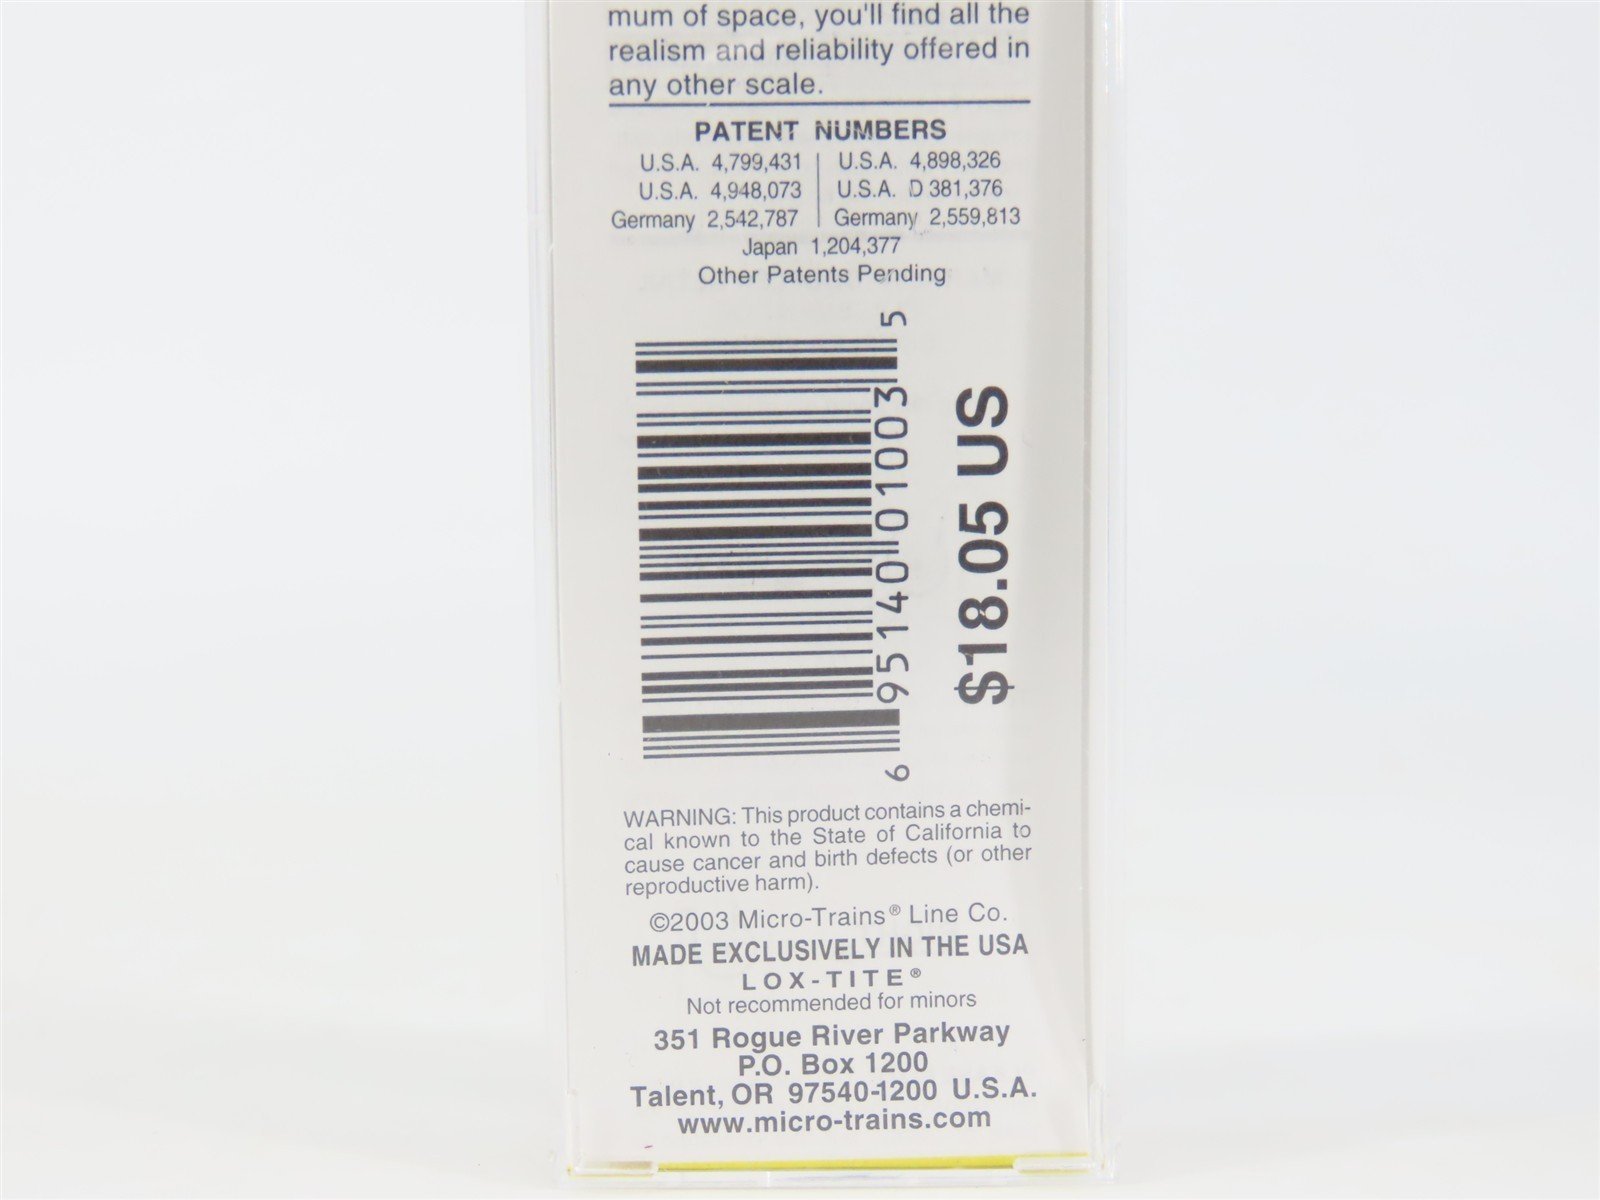 mum of space, you'll find all the
realism and reliability offered in
any other scale.
PATENT NUMBERS
U.S.A. 4,799,431 | U.S.A. 4,898,326
U.S.A. 4,948,073 | U.S.A. D 381,376
Germany 2,542,787 | Germany 2,559,813
Japan 1,204,377
Other Patents Pending
6 95140 01003 5
$18.05 US
WARNING: This product contains a chemi-
cal known to the State of California to
cause cancer and birth defects (or other
reproductive harm).
©2003 Micro-Trains® Line Co.
MADE EXCLUSIVELY IN THE USA
LOX-TITE®
Not recommended for minors
351 Rogue River Parkway
P.O. Box 1200
Talent, OR 97540-1200 U.S.A.
www.micro-trains.com